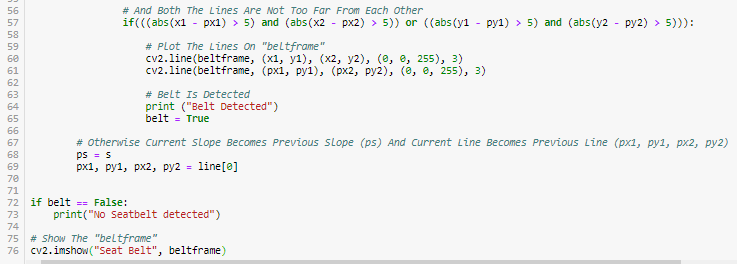 55
56 # And Both The Lines Are Not Too Far From Each Other
57 if(((abs(x1 - px1) > 5) and (abs(x2 - px2) > 5)) or ((abs(y1 - py1) > 5) and (abs(y2 - py2) > 5))):
58
59 # Plot The Lines On "beltframe"
60 cv2.line(beltframe, (x1, y1), (x2, y2), (0, 0, 255), 3)
61 cv2.line(beltframe, (px1, py1), (px2, py2), (0, 0, 255), 3)
62
63 # Belt Is Detected
64 print ("Belt Detected")
65 belt = True
66
67 # Otherwise Current Slope Becomes Previous Slope (ps) And Current Line Becomes Previous Line (px1, py1, px2, py2)
68 ps = s
69 px1, py1, px2, py2 = line[0]
70
71
72 if belt == False:
73 print("No Seatbelt detected")
74
75 # Show The "beltframe"
76 cv2.imshow("Seat Belt", beltframe)